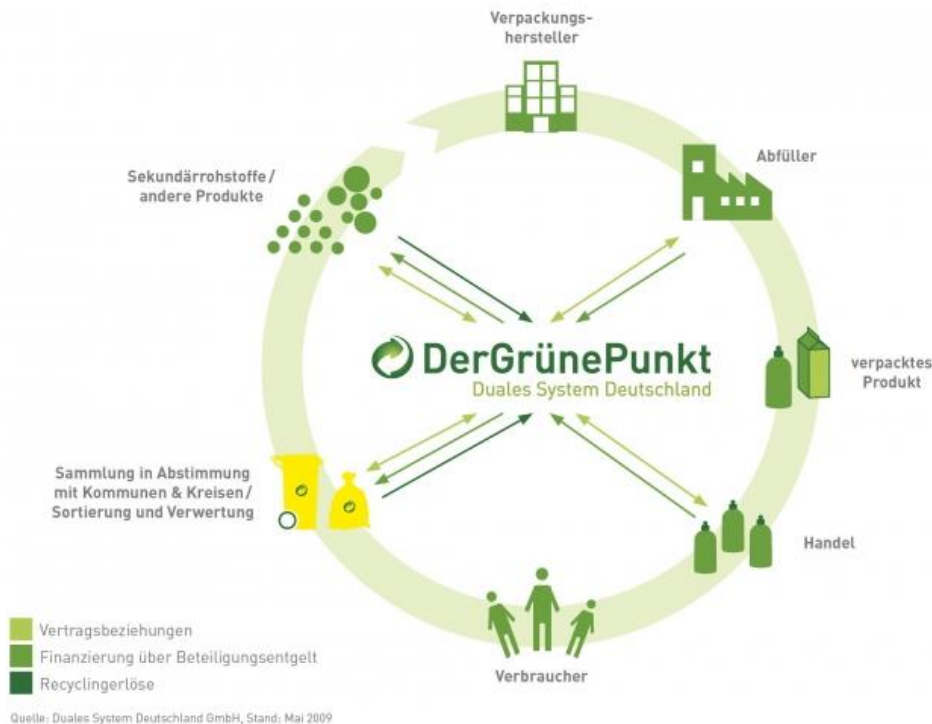 Verpackungs-
hersteller
Abfüller
Sekundärrohstoffe/
andere Produkte
DerGrünePunkt
Duales System Deutschland
verpacktes
Produkt
Sammlung in Abstimmung
mit Kommunen & Kreisen/
Sortierung und Verwertung
Handel
Verbraucher
Vertragsbeziehungen
Finanzierung über Beteiligungsentgelt
Recyclingerlöse
Quelle: Duales System Deutschland GmbH, Stand: Mai 2009